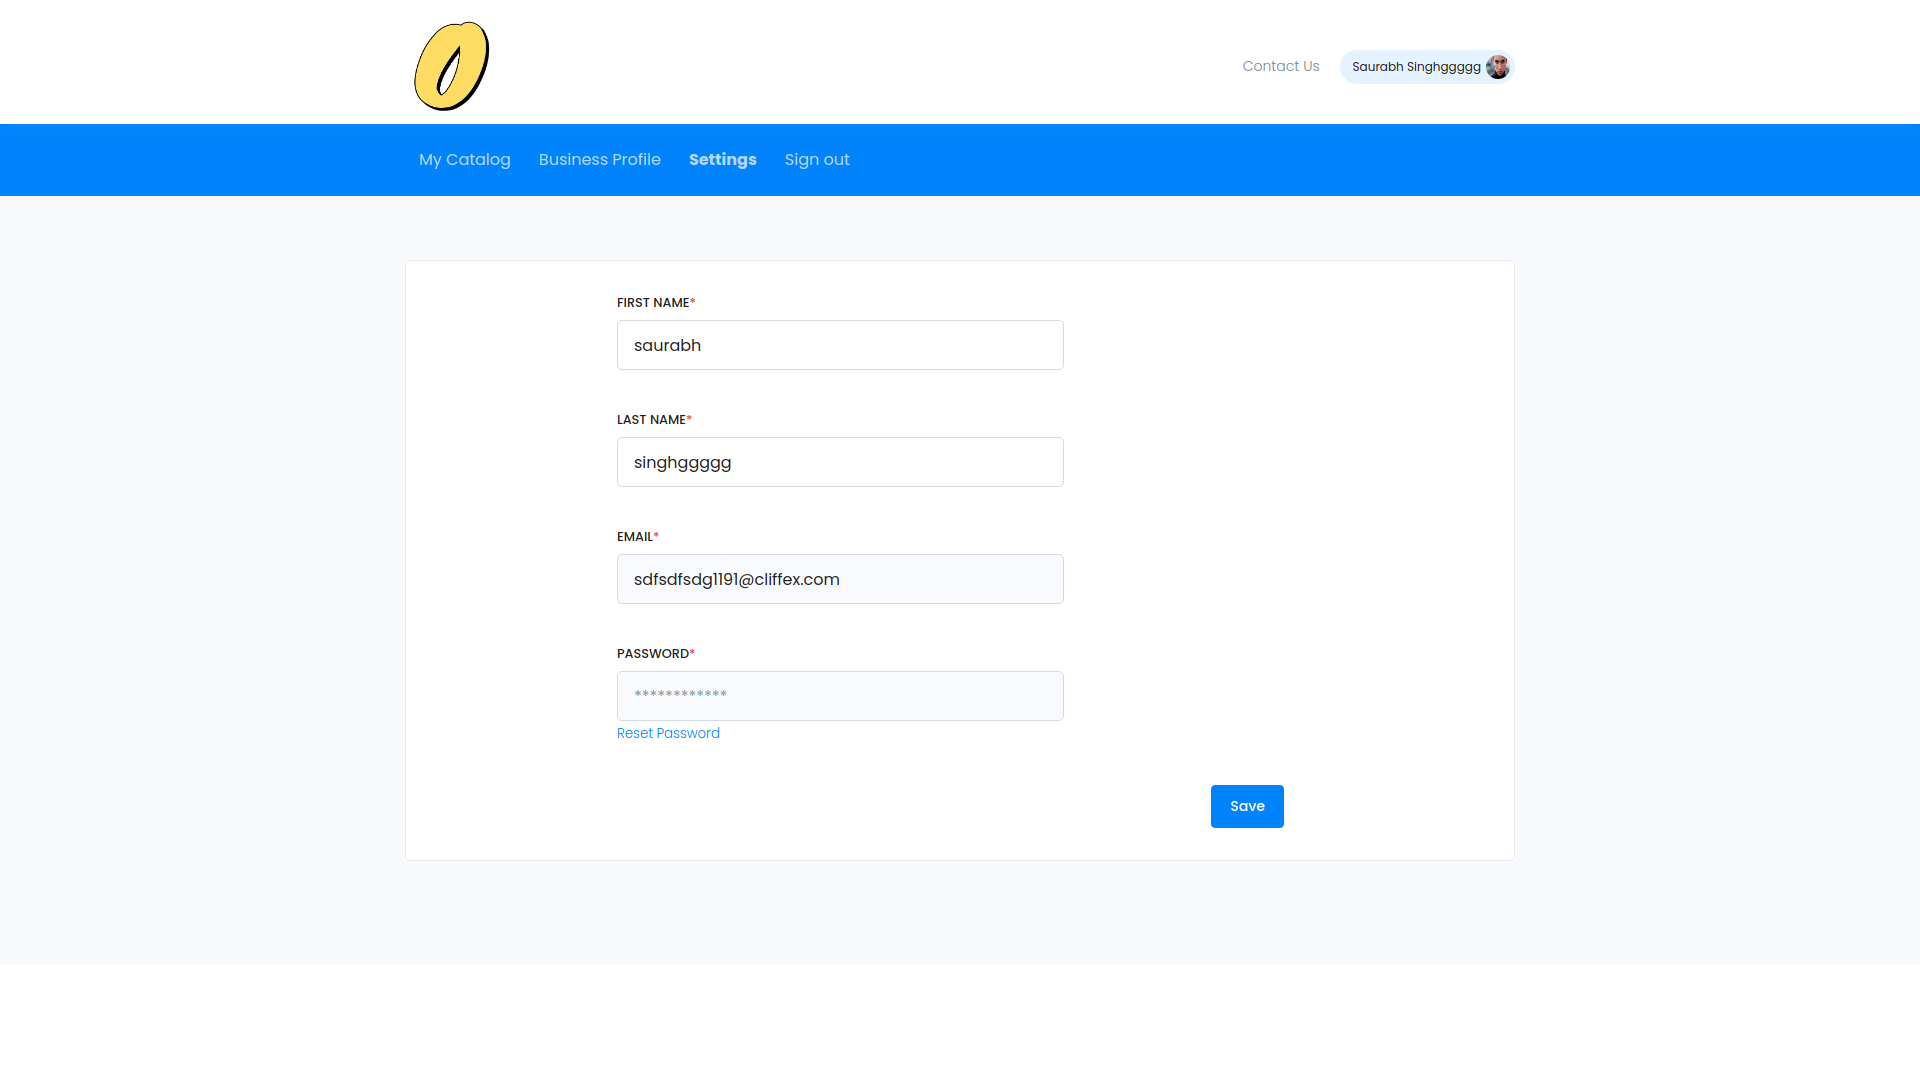 Contact Us
Saurabh Singhggggg
My Catalog
Business Profile
Settings
Sign out
FIRST NAME*
saurabh
LAST NAME*
singhggggg
EMAIL*
sdfsdfsdg1191@cliffex.com
PASSWORD*
************
Reset Password
Save